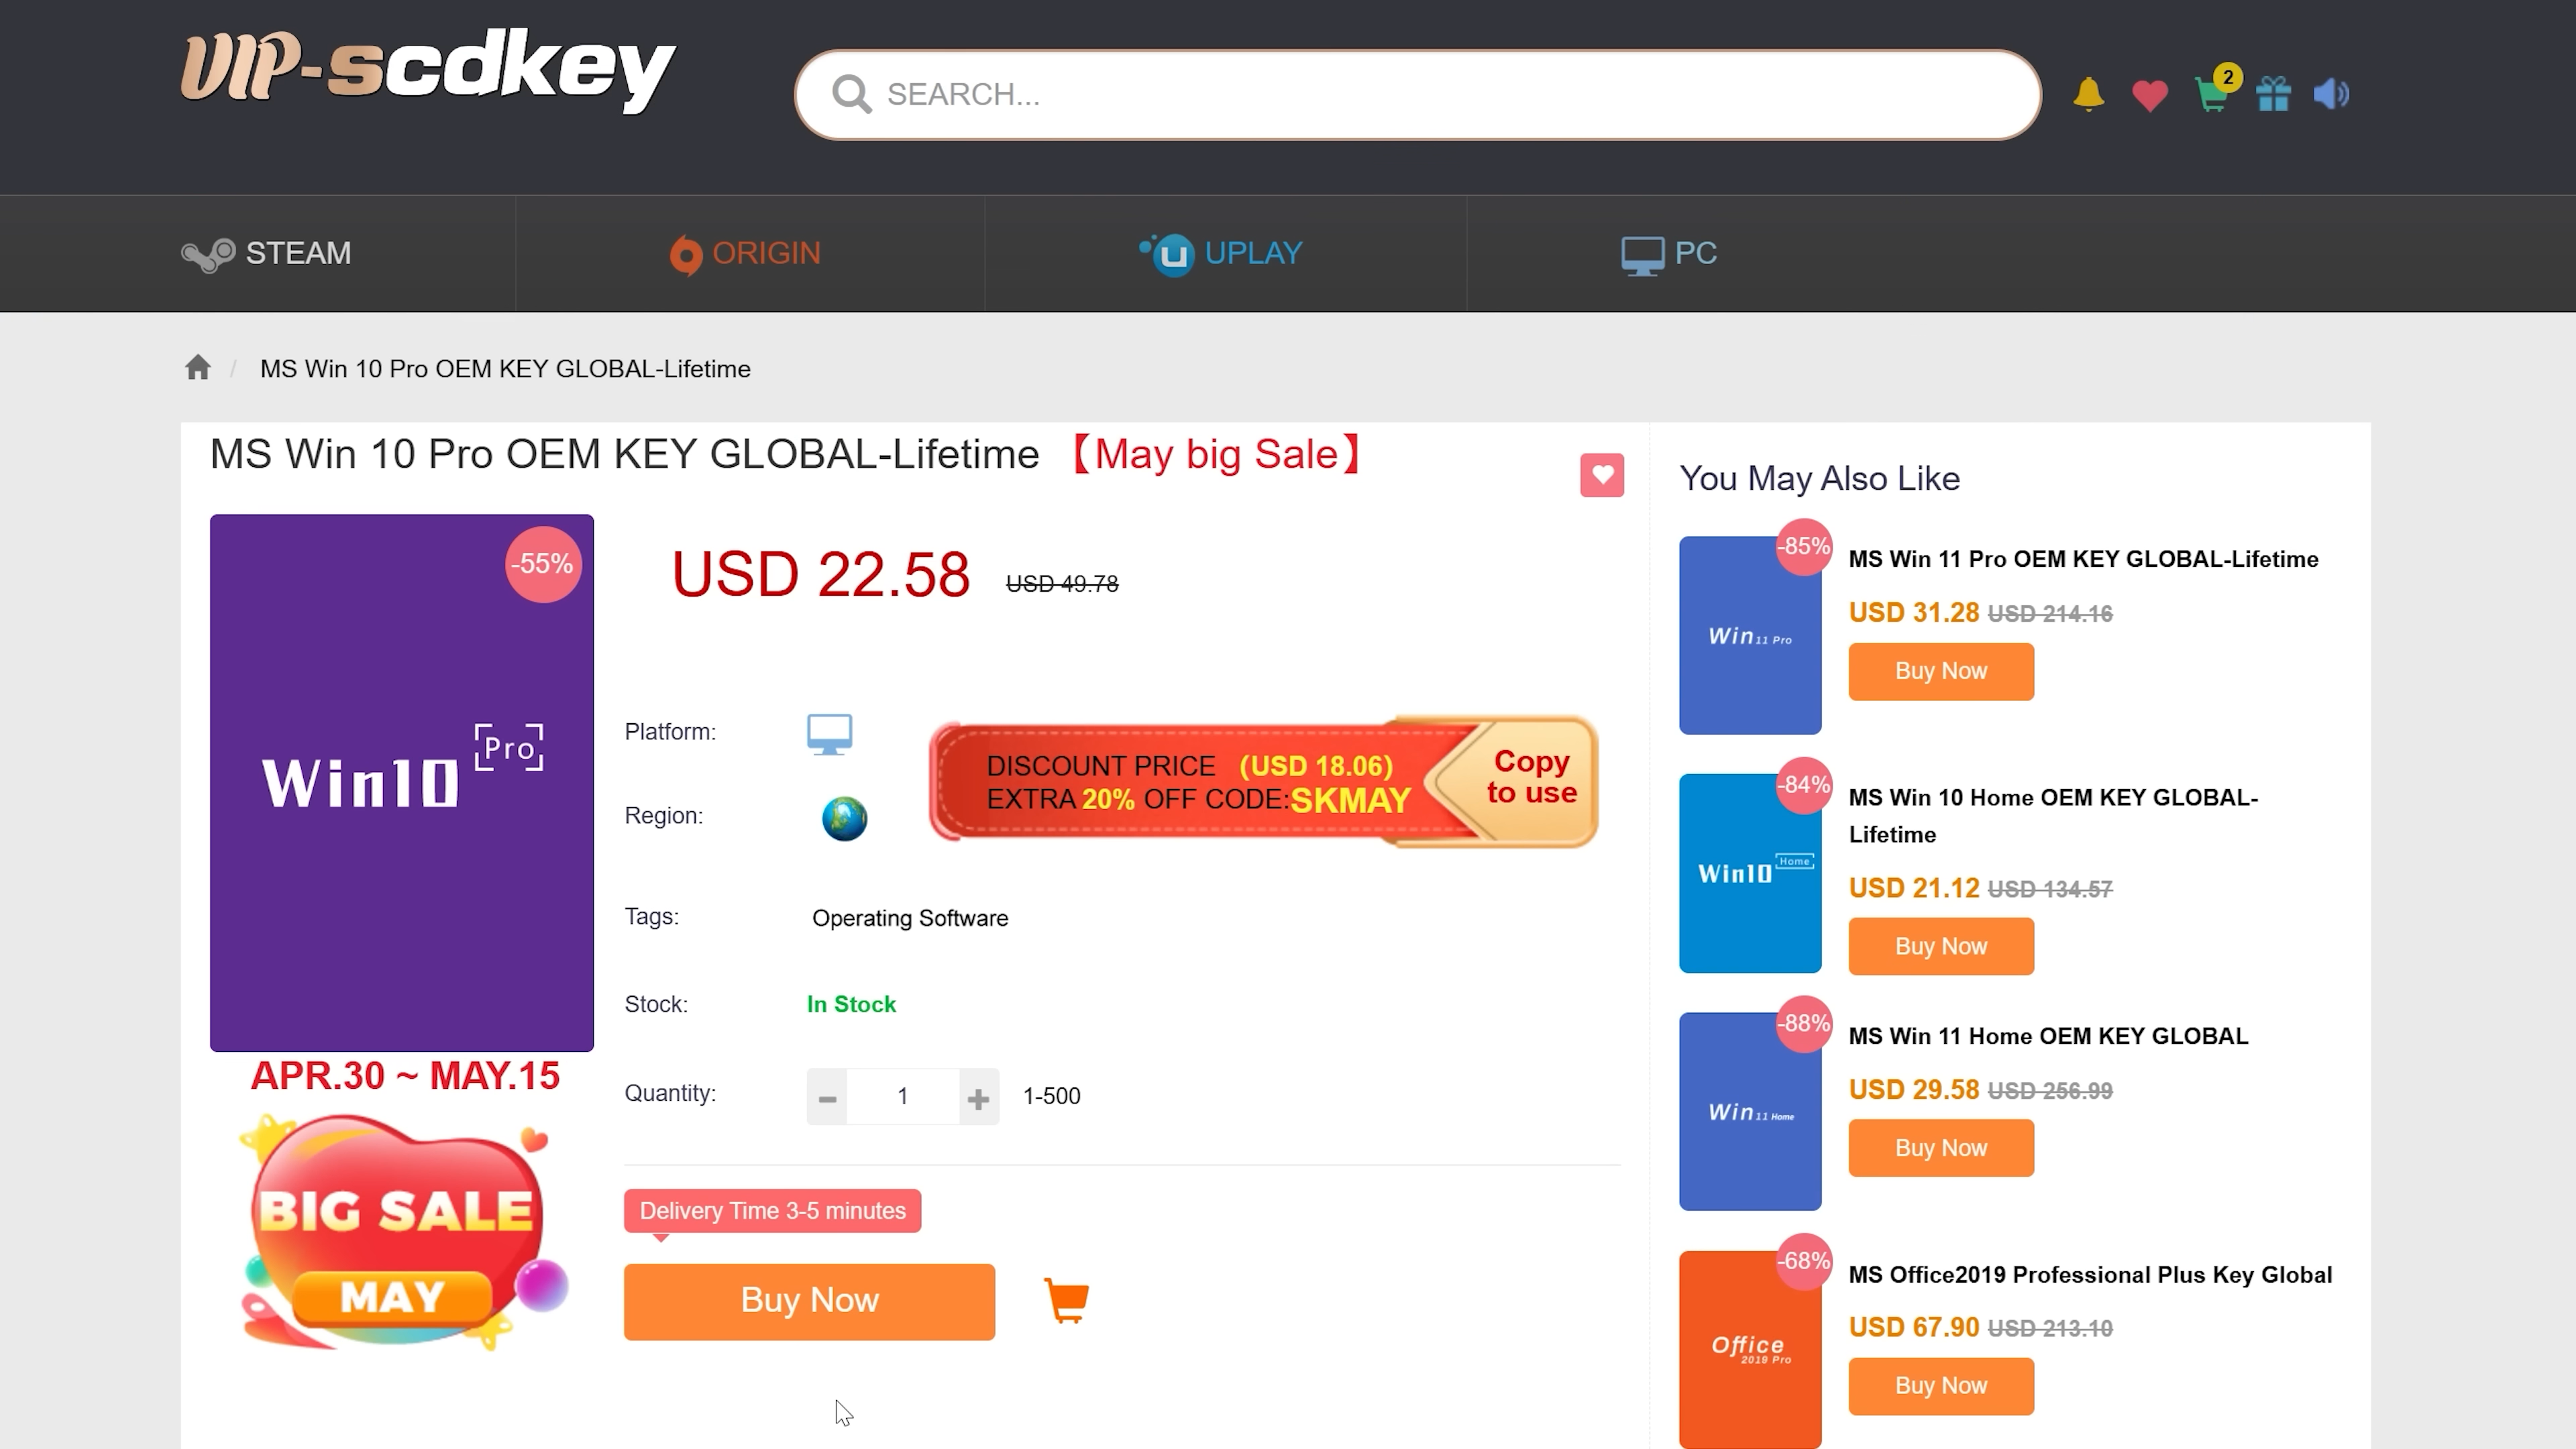 VIP-scdkey
SEARCH...
2
STEAM
ORIGIN
UPLAY
PC
/ MS Win 10 Pro OEM KEY GLOBAL-Lifetime
MS Win 10 Pro OEM KEY GLOBAL-Lifetime 【May big Sale】
-55%
Win10 Pro
APR.30 ~ MAY.15
BIG SALE
MAY
USD 22.58 USD 49.78
Platform:
Region:
DISCOUNT PRICE (USD 18.06)
EXTRA 20% OFF CODE:SKMAY
Copy
to use
Tags: Operating Software
Stock: In Stock
Quantity: 1 1-500
Delivery Time 3-5 minutes
Buy Now
You May Also Like
-85%
Win 11 Pro
MS Win 11 Pro OEM KEY GLOBAL-Lifetime
USD 31.28 USD 214.16
Buy Now
-84%
Win10 Home
MS Win 10 Home OEM KEY GLOBAL-
Lifetime
USD 21.12 USD 134.57
Buy Now
-88%
Win 11 Home
MS Win 11 Home OEM KEY GLOBAL
USD 29.58 USD 256.99
Buy Now
-68%
Office
2019 Pro
MS Office2019 Professional Plus Key Global
USD 67.90 USD 213.10
Buy Now